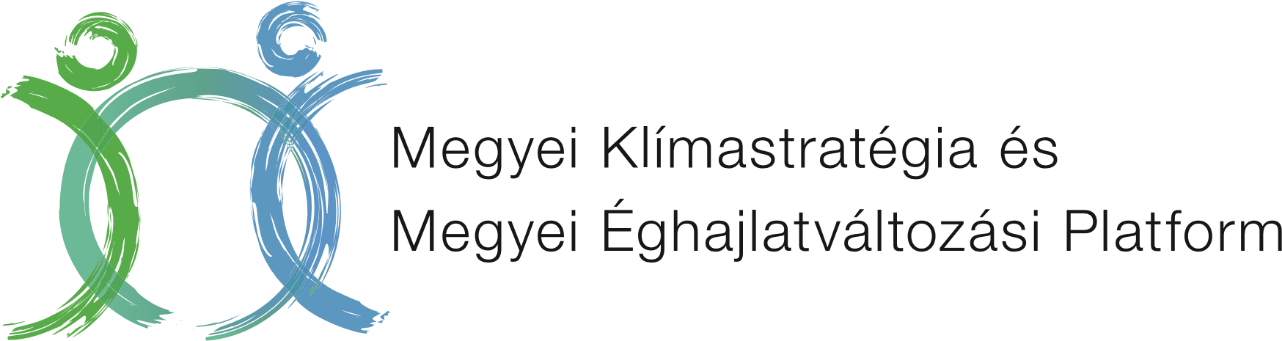 Megyei Klímastratégia és
Megyei Éghajlatváltozási Platform